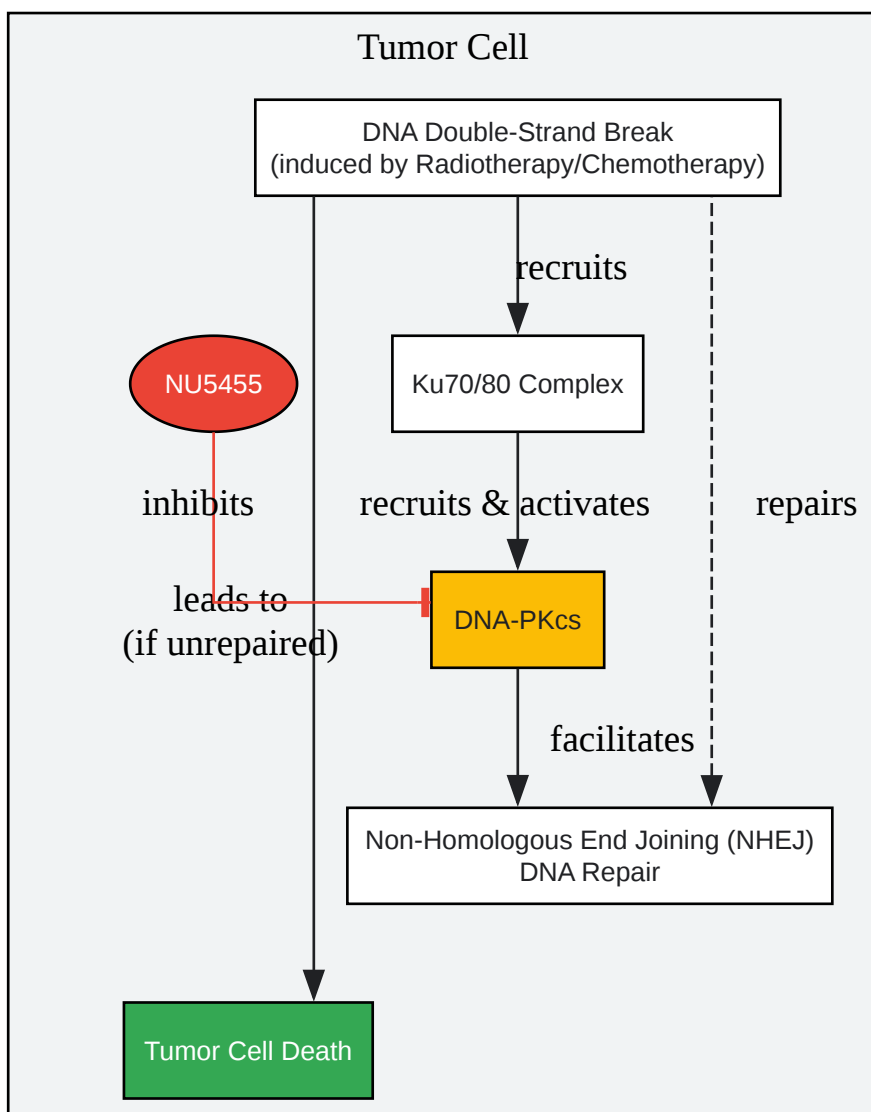 Tumor Cell
DNA Double-Strand Break
(induced by Radiotherapy/Chemotherapy)
recruits
NU5455
Ku70/80 Complex
inhibits
recruits & activates
repairs
leads to
(if unrepaired)
DNA-PKcs
facilitates
Non-Homologous End Joining (NHEJ)
DNA Repair
Tumor Cell Death